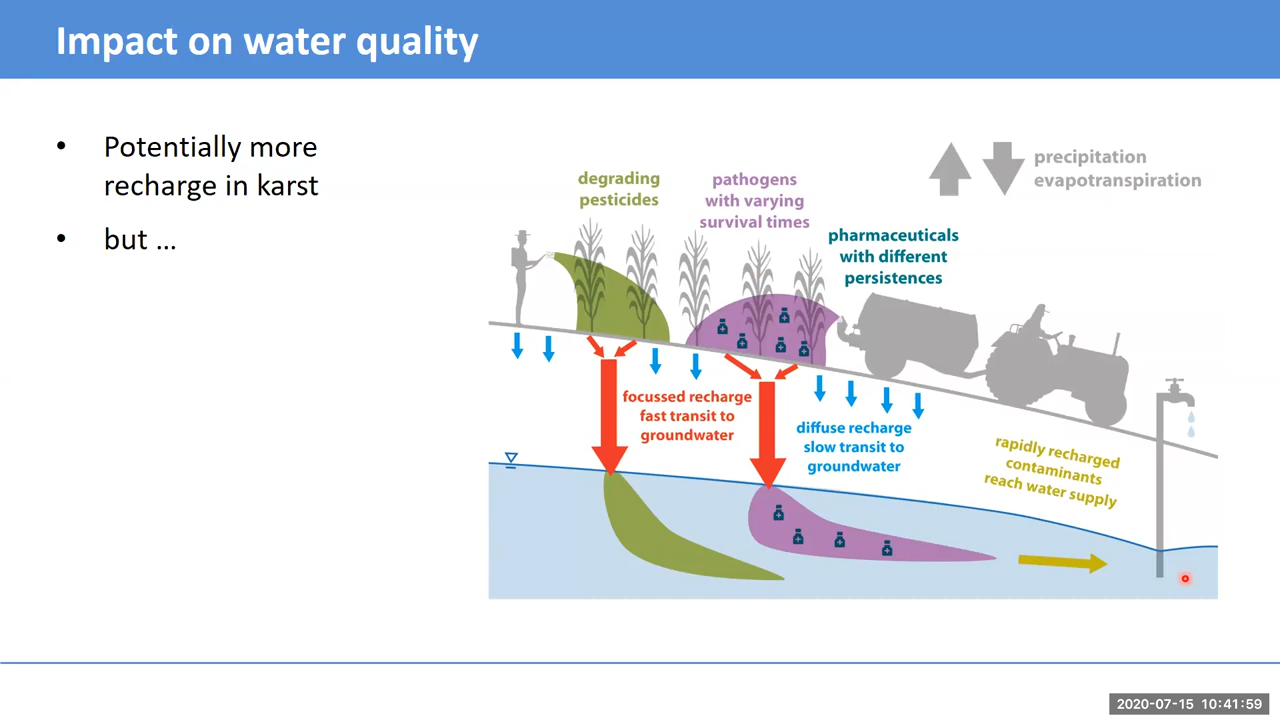 Impact on water quality
• Potentially more
recharge in karst
• but ...
precipitation
evapotranspiration
degrading
pesticides
pathogens
with varying
survival times
pharmaceuticals
with different
persistences
focussed recharge
fast transit to
groundwater
diffuse recharge
slow transit to
groundwater
rapidly recharged
contaminants
reach water supply
2020-07-15 10:41:59